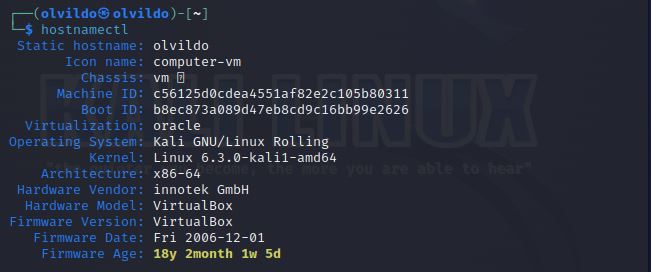 ┌──(olvildo㉿olvildo)-[~]
└─$ hostnamectl
Static hostname: olvildo
Icon name: computer-vm
Chassis: vm
Machine ID: c56125d0cdea4551af82e2c105b80311
Boot ID: b8ec873a089d47eb8cd9c16bb99e2626
Virtualization: oracle
Operating System: Kali GNU/Linux Rolling
Kernel: Linux 6.3.0-kali1-amd64
Architecture: x86-64
Hardware Vendor: innotek GmbH
Hardware Model: VirtualBox
Firmware Version: VirtualBox
Firmware Date: Fri 2006-12-01
Firmware Age: 18y 2month 1w 5d
KALI LINUX
become, the more you are able to hear"